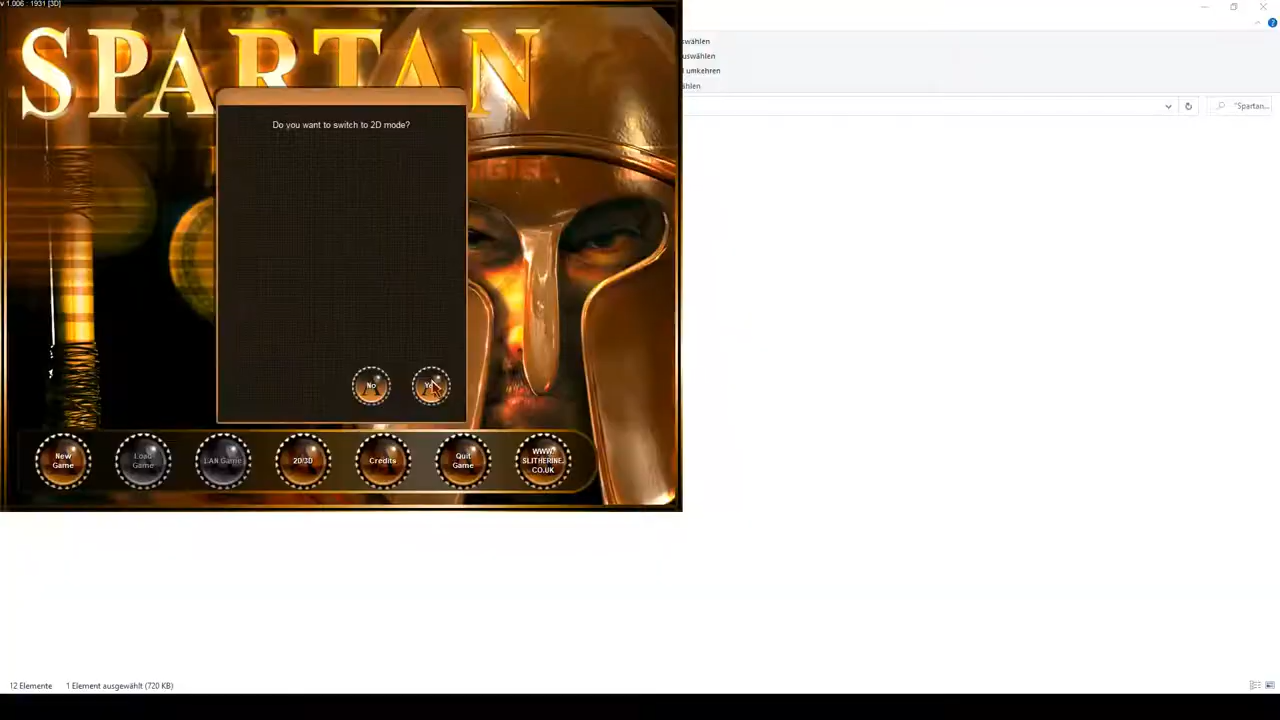 v 1.006 : 1931 [3D]
SPARTAN
swählen
uswählen
l umkehren
ählen
"Spartan...
Do you want to switch to 2D mode?
No
New
Game
Load
Game
LAN Game
2D/3D
Credits
Quit
Game
WWW.
SLITHERINE.
CO.UK
12 Elemente
1 Element ausgewählt (720 KB)